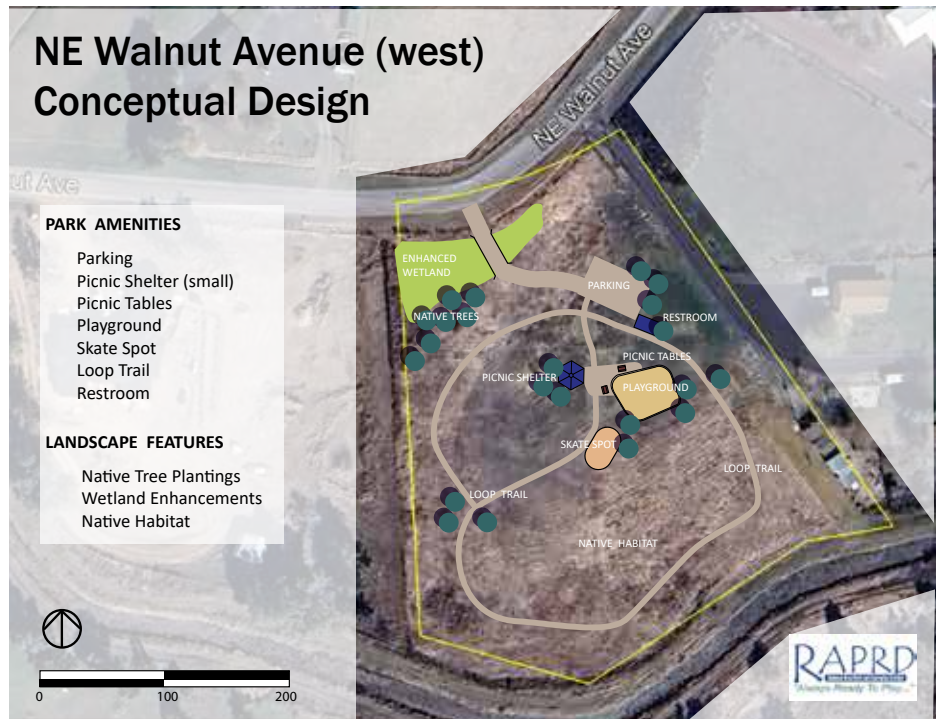 NE Walnut Avenue (west)
Conceptual Design
NE Walnut Ave
ut Ave
PARK AMENITIES
Parking
Picnic Shelter (small)
Picnic Tables
Playground
Skate Spot
Loop Trail
Restroom
LANDSCAPE FEATURES
Native Tree Plantings
Wetland Enhancements
Native Habitat
ENHANCED
WETLAND
PARKING
NATIVE TREES
RESTROOM
PICNIC TABLES
PICNIC SHELTER
PLAYGROUND
SKATE SPOT
LOOP TRAIL
LOOP TRAIL
NATIVE HABITAT
0 100 200
RAPRD
"Always Ready To Play..."